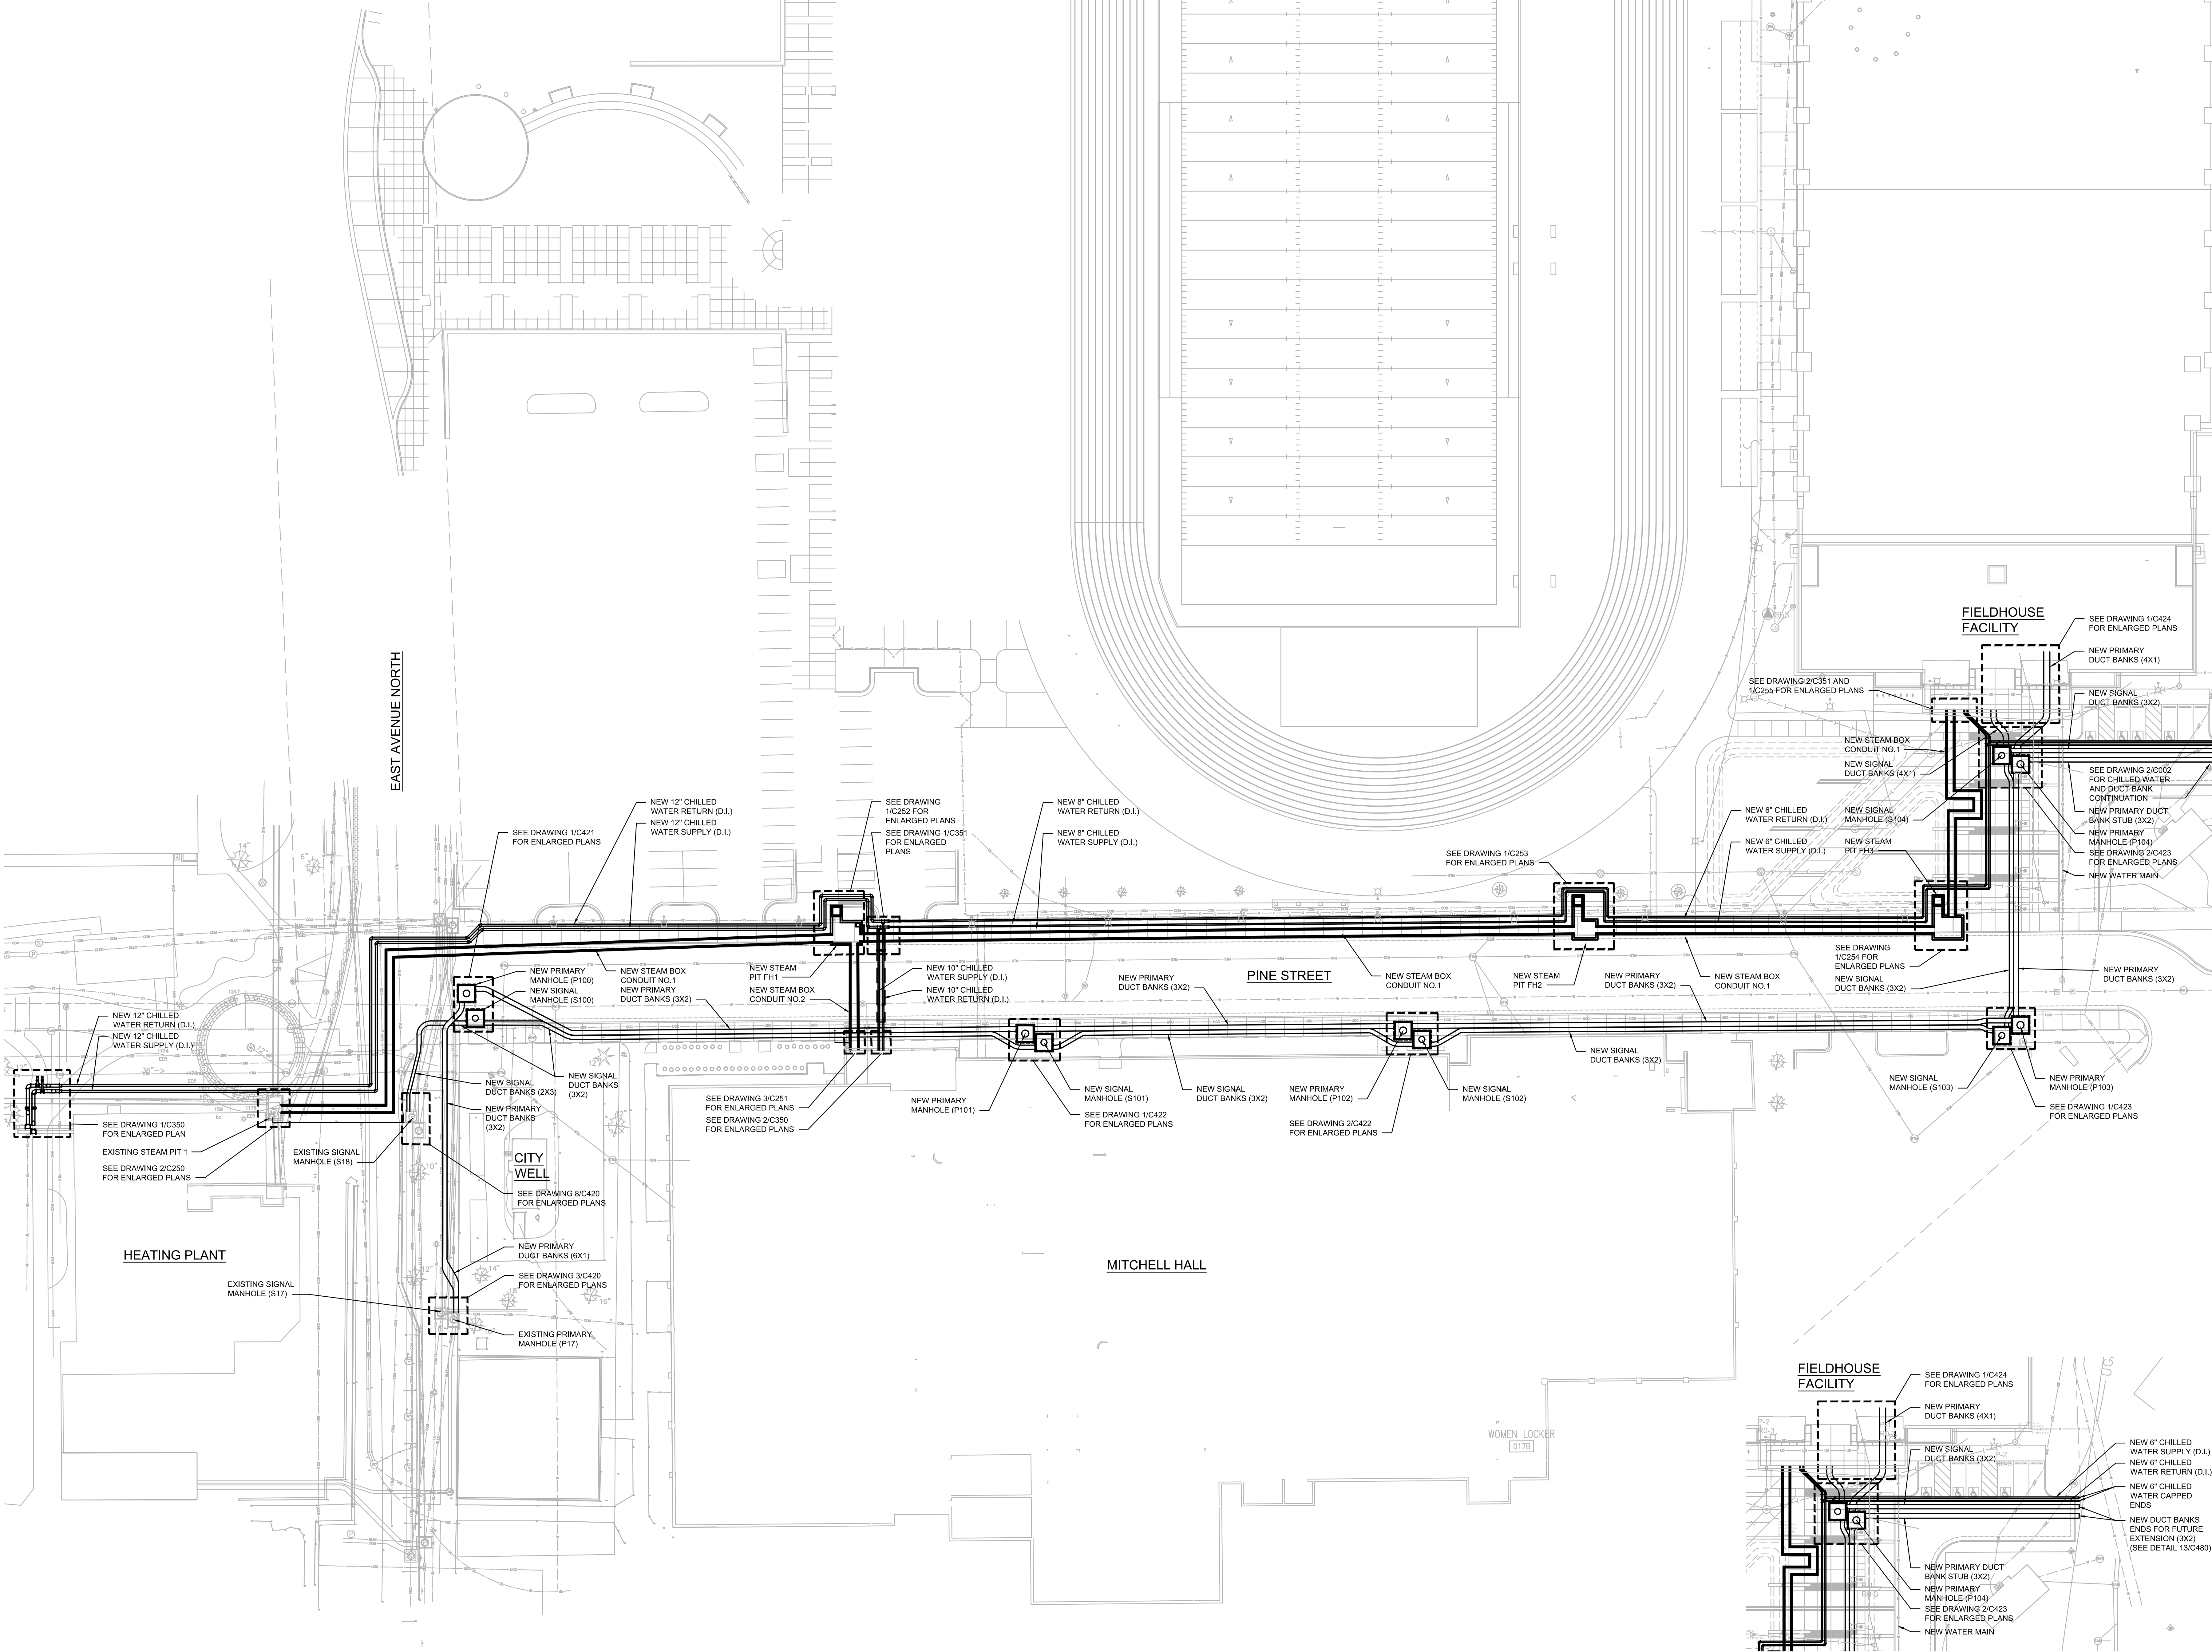 FIELDHOUSE
FACILITY
SEE DRAWING 1/C424
FOR ENLARGED PLANS
NEW PRIMARY
DUCT BANKS (4X1)
SEE DRAWING 2/C351 AND
1/C255 FOR ENLARGED PLANS
NEW SIGNAL
DUCT BANKS (3X2)
NEW STEAM BOX
CONDUIT NO.1
NEW SIGNAL
DUCT BANKS (4X1)
SEE DRAWING 2/C002
FOR CHILLED WATER
AND DUCT BANK
CONTINUATION
NEW SIGNAL
MANHOLE (S104)
NEW PRIMARY DUCT
BANK STUB (3X2)
NEW PRIMARY
MANHOLE (P104)
SEE DRAWING 2/C423
FOR ENLARGED PLANS
NEW WATER MAIN
NEW STEAM
PIT FH3
NEW 6" CHILLED
WATER RETURN (D.I.)
NEW 6" CHILLED
WATER SUPPLY (D.I.)
EAST AVENUE NORTH
NEW 12" CHILLED
WATER RETURN (D.I.)
NEW 12" CHILLED
WATER SUPPLY (D.I.)
SEE DRAWING 1/C421
FOR ENLARGED PLANS
SEE DRAWING
1/C252 FOR
ENLARGED PLANS
SEE DRAWING 1/C351
FOR ENLARGED
PLANS
NEW 8" CHILLED
WATER RETURN (D.I.)
NEW 8" CHILLED
WATER SUPPLY (D.I.)
SEE DRAWING 1/C253
FOR ENLARGED PLANS
14"
6"
NEW PRIMARY
MANHOLE (P100)
NEW SIGNAL
MANHOLE (S100)
NEW STEAM BOX
CONDUIT NO.1
NEW PRIMARY
DUCT BANKS (3X2)
NEW STEAM
PIT FH1
NEW STEAM BOX
CONDUIT NO.2
NEW 10" CHILLED
WATER SUPPLY (D.I.)
NEW 10" CHILLED
WATER RETURN (D.I.)
NEW PRIMARY
DUCT BANKS (3X2)
PINE STREET
NEW STEAM BOX
CONDUIT NO.1
NEW STEAM
PIT FH2
NEW PRIMARY
DUCT BANKS (3X2)
NEW STEAM BOX
CONDUIT NO.1
SEE DRAWING
1/C254 FOR
ENLARGED PLANS
NEW SIGNAL
DUCT BANKS (3X2)
NEW PRIMARY
DUCT BANKS (3X2)
NEW 12" CHILLED
WATER RETURN (D.I.)
NEW 12" CHILLED
WATER SUPPLY (D.I.)
SEE DRAWING 1/C350
FOR ENLARGED PLAN
EXISTING STEAM PIT 1
SEE DRAWING 2/C250
FOR ENLARGED PLANS
NEW SIGNAL
DUCT BANKS (2X3)
NEW PRIMARY
DUCT BANKS
(3X2)
NEW SIGNAL
DUCT BANKS
(3X2)
EXISTING SIGNAL
MANHOLE (S18)
CITY
WELL
SEE DRAWING 8/C420
FOR ENLARGED PLANS
SEE DRAWING 3/C251
FOR ENLARGED PLANS
SEE DRAWING 2/C350
FOR ENLARGED PLANS
NEW PRIMARY
MANHOLE (P101)
NEW SIGNAL
MANHOLE (S101)
SEE DRAWING 1/C422
FOR ENLARGED PLANS
NEW SIGNAL
DUCT BANKS (3X2)
NEW PRIMARY
MANHOLE (P102)
SEE DRAWING 2/C422
FOR ENLARGED PLANS
NEW SIGNAL
MANHOLE (S102)
NEW SIGNAL
DUCT BANKS (3X2)
NEW SIGNAL
MANHOLE (S103)
NEW PRIMARY
MANHOLE (P103)
SEE DRAWING 1/C423
FOR ENLARGED PLANS
HEATING PLANT
EXISTING SIGNAL
MANHOLE (S17)
NEW PRIMARY
DUCT BANKS (6X1)
SEE DRAWING 3/C420
FOR ENLARGED PLANS
EXISTING PRIMARY
MANHOLE (P17)
MITCHELL HALL
WOMEN LOCKER
017B
FIELDHOUSE
FACILITY
SEE DRAWING 1/C424
FOR ENLARGED PLANS
NEW PRIMARY
DUCT BANKS (4X1)
NEW SIGNAL
DUCT BANKS (3X2)
NEW 6" CHILLED
WATER SUPPLY (D.I.)
NEW 6" CHILLED
WATER RETURN (D.I.)
NEW 6" CHILLED
WATER CAPPED
ENDS
NEW DUCT BANKS
ENDS FOR FUTURE
EXTENSION (3X2)
(SEE DETAIL 13/C480)
NEW PRIMARY DUCT
BANK STUB (3X2)
NEW PRIMARY
MANHOLE (P104)
SEE DRAWING 2/C423
FOR ENLARGED PLANS
NEW WATER MAIN